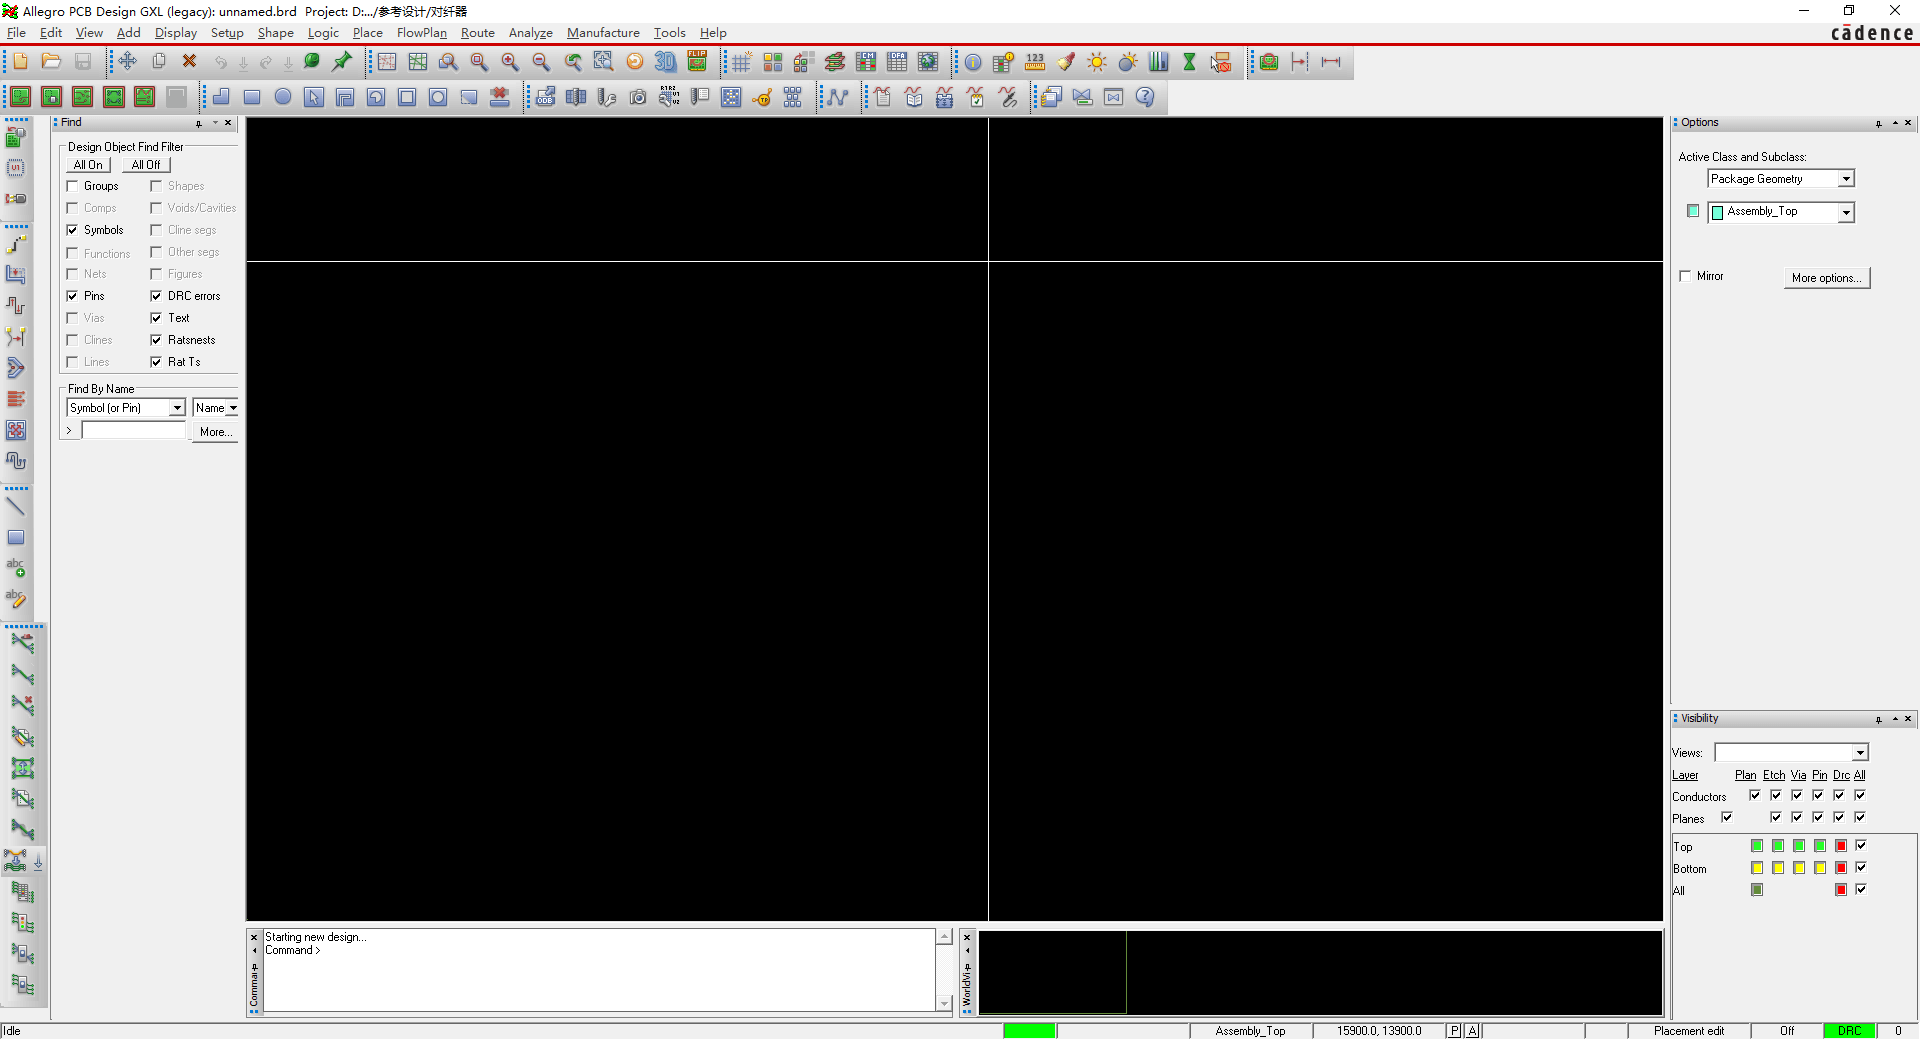 Allegro PCB Design GXL (legacy): unnamed.brd  Project: D:.../参考设计/对纤器
File Edit View Add Display Setup Shape Logic Place FlowPlan Route Analyze Manufacture Tools Help
cādence
Find
Design Object Find Filter
All On All Off
Groups Shapes
Comps Voids/Cavities
Symbols Cline segs
Functions Other segs
Nets Figures
Pins DRC errors
Vias Text
Clines Ratsnests
Lines Rat Ts
Find By Name
Symbol (or Pin) Name
> More...
Options
Active Class and Subclass:
Package Geometry
Assembly_Top
Mirror More options...
Visibility
Views:
Layer Plan Etch Via Pin Drc All
Conductors
Planes
Top
Bottom
All
Starting new design...
Command >
Idle Assembly_Top 15900.0, 13900.0 P A Placement edit Off DRC 0